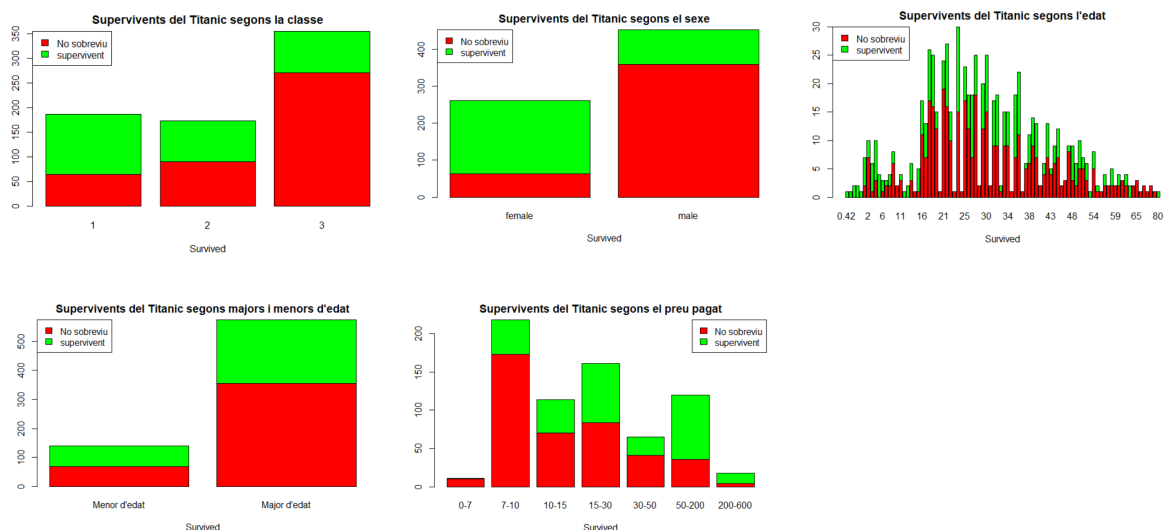 Supervivents del Titanic segons la classe
No sobreviu
supervivent
0 50 100 150 200 250 300 350
1 2 3
Survived
Supervivents del Titanic segons el sexe
No sobreviu
supervivent
0 100 200 300 400
female male
Survived
Supervivents del Titanic segons l'edat
No sobreviu
supervivent
0 5 10 15 20 25 30
0.42 2 6 11 16 21 25 30 34 38 43 48 54 59 65 80
Survived
Supervivents del Titanic segons majors i menors d'edat
No sobreviu
supervivent
0 100 200 300 400 500
Menor d'edat Major d'edat
Survived
Supervivents del Titanic segons el preu pagat
No sobreviu
supervivent
0 50 100 150 200
0-7 7-10 10-15 15-30 30-50 50-200 200-600
Survived